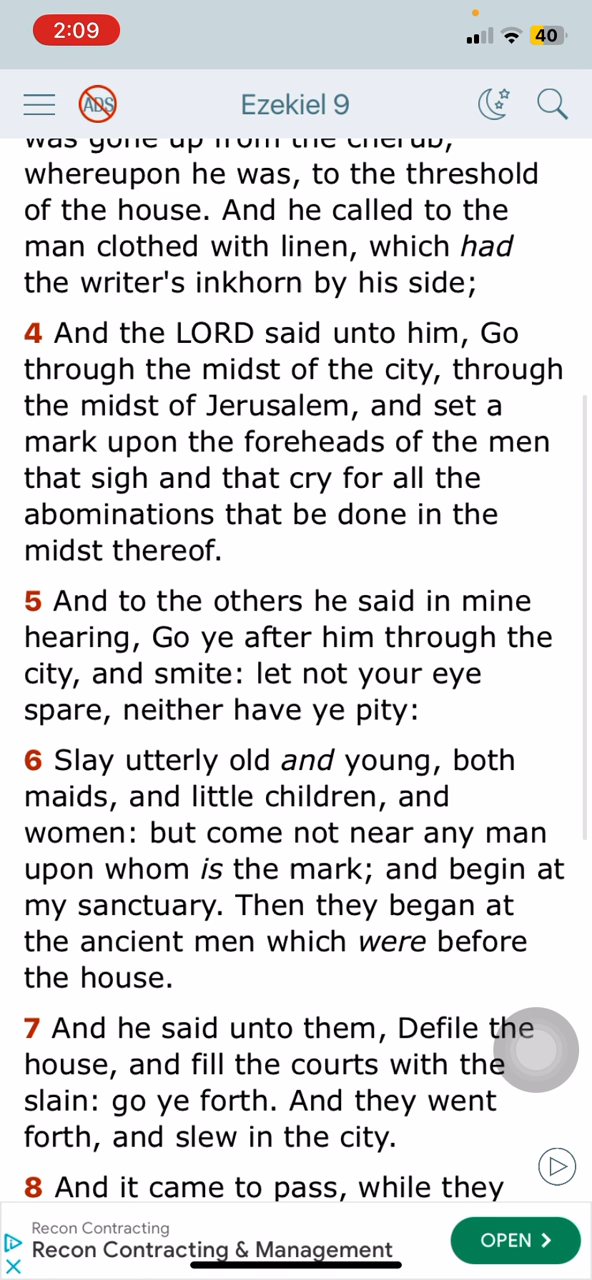 2:09
40
ADS
Ezekiel 9
was gone up from the cherub,
whereupon he was, to the threshold
of the house. And he called to the
man clothed with linen, which had
the writer's inkhorn by his side;
4 And the LORD said unto him, Go
through the midst of the city, through
the midst of Jerusalem, and set a
mark upon the foreheads of the men
that sigh and that cry for all the
abominations that be done in the
midst thereof.
5 And to the others he said in mine
hearing, Go ye after him through the
city, and smite: let not your eye
spare, neither have ye pity:
6 Slay utterly old and young, both
maids, and little children, and
women: but come not near any man
upon whom is the mark; and begin at
my sanctuary. Then they began at
the ancient men which were before
the house.
7 And he said unto them, Defile the
house, and fill the courts with the
slain: go ye forth. And they went
forth, and slew in the city.
8 And it came to pass, while they
Recon Contracting
Recon Contracting & Management
OPEN